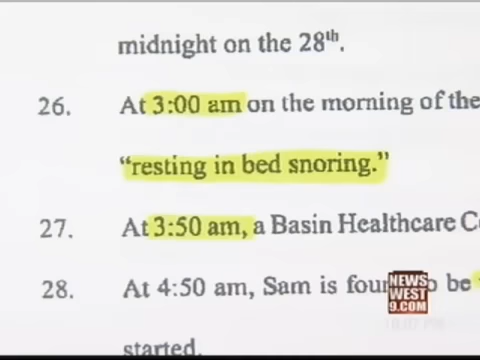 midnight on the 28th.
26. At 3:00 am on the morning of the
“resting in bed snoring.”
27. At 3:50 am, a Basin Healthcare
28. At 4:50 am, Sam is be
started.
NEWS
WEST
9.COM